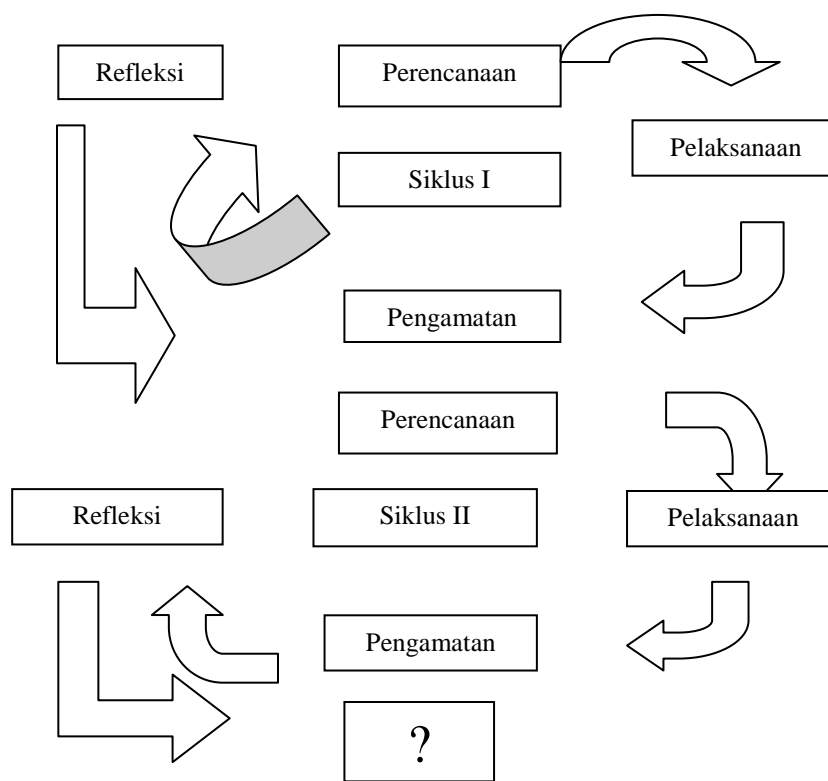 Refleksi
Perencanaan
Pelaksanaan
Siklus I
Pengamatan
Perencanaan
Refleksi
Siklus II
Pelaksanaan
Pengamatan
?